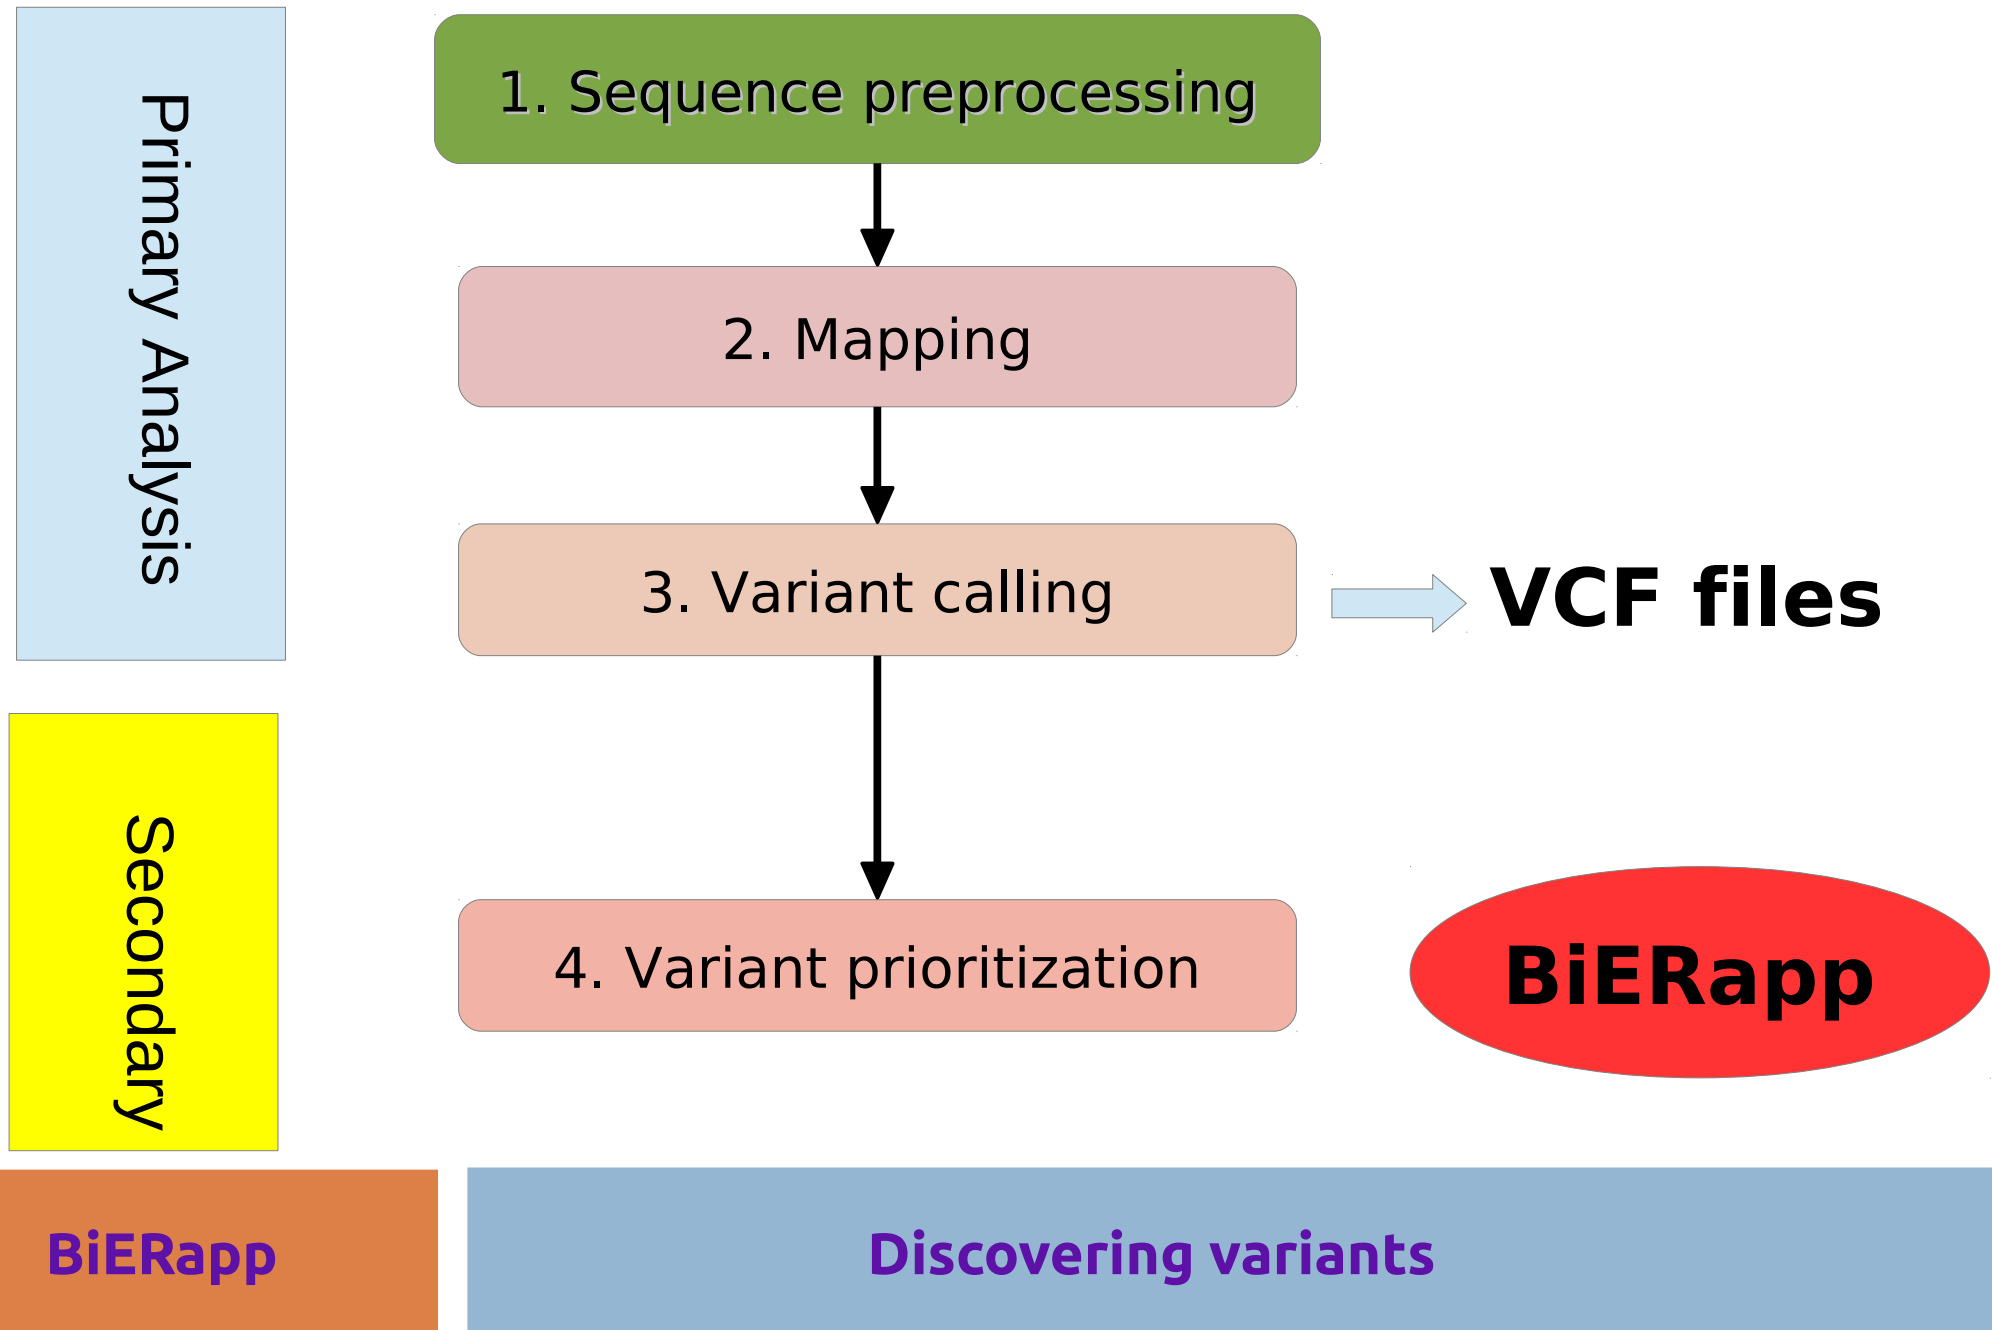 Primary Analysis
1. Sequence preprocessing
2. Mapping
3. Variant calling
VCF files
Secondary
4. Variant prioritization
BiERapp
BiERapp
Discovering variants